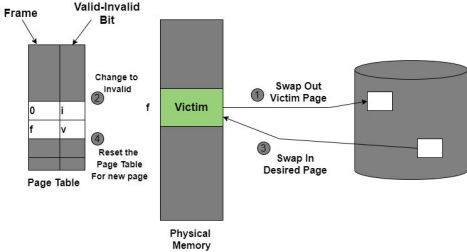 Frame
Valid-Invalid
Bit
Change to
Invalid
2
0 i
f v
4
Reset the
Page Table
For new page
Page Table
f
Victim
1
Swap Out
Victim Page
3
Swap In
Desired Page
Physical
Memory